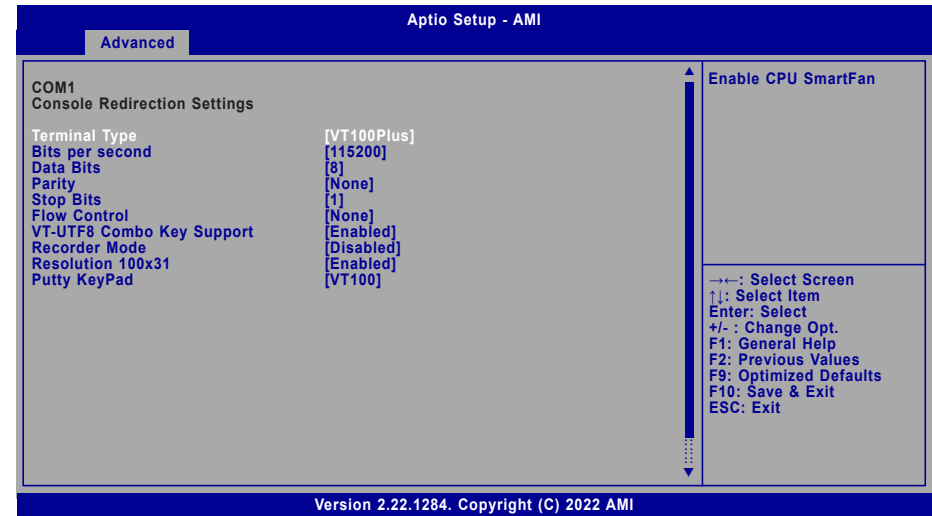 Aptio Setup - AMI
Advanced
COM1
Console Redirection Settings
Terminal Type [VT100Plus]
Bits per second [115200]
Data Bits [8]
Parity [None]
Stop Bits [1]
Flow Control [None]
VT-UTF8 Combo Key Support [Enabled]
Recorder Mode [Disabled]
Resolution 100x31 [Enabled]
Putty KeyPad [VT100]
Enable CPU SmartFan
→←: Select Screen
↑↓: Select Item
Enter: Select
+/- : Change Opt.
F1: General Help
F2: Previous Values
F9: Optimized Defaults
F10: Save & Exit
ESC: Exit
Version 2.22.1284. Copyright (C) 2022 AMI